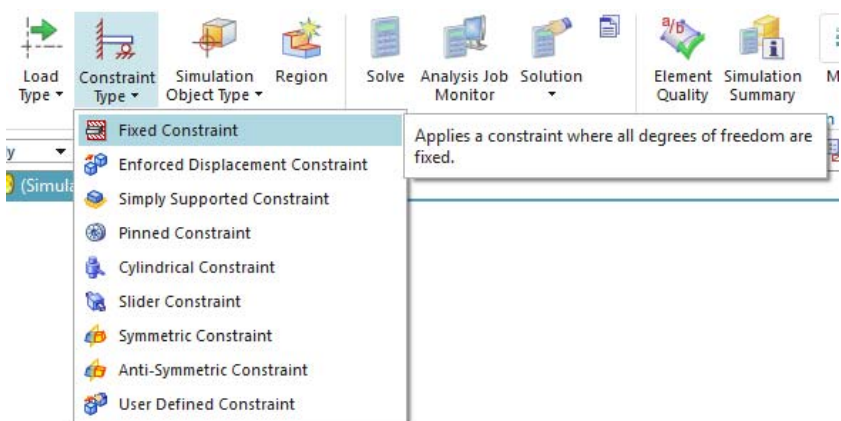 a/b
Load Type
Constraint Type
Simulation Object Type
Region
Solve
Analysis Job Monitor
Solution
Element Quality
Simulation Summary
M
Fixed Constraint
Applies a constraint where all degrees of freedom are
fixed.
Enforced Displacement Constraint
(Simula
Simply Supported Constraint
Pinned Constraint
Cylindrical Constraint
Slider Constraint
Symmetric Constraint
Anti-Symmetric Constraint
User Defined Constraint